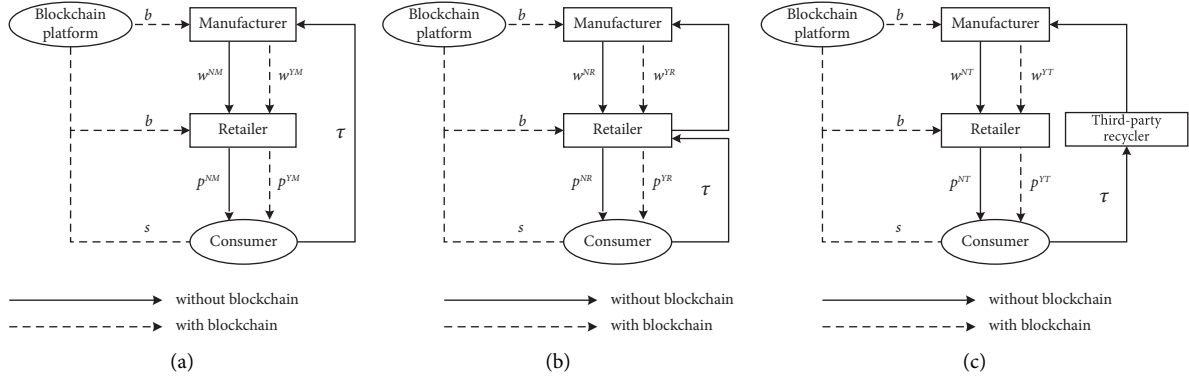 Blockchain
platform
b
Manufacturer
w^NM
w^YM
b
Retailer
τ
p^NM
p^YM
s
Consumer
without blockchain
with blockchain
(a)
Blockchain
platform
b
Manufacturer
w^NR
w^YR
b
Retailer
p^NR
p^YR
τ
s
Consumer
without blockchain
with blockchain
(b)
Blockchain
platform
b
Manufacturer
w^NT
w^YT
b
Retailer
Third-party
recycler
p^NT
p^YT
τ
s
Consumer
without blockchain
with blockchain
(c)